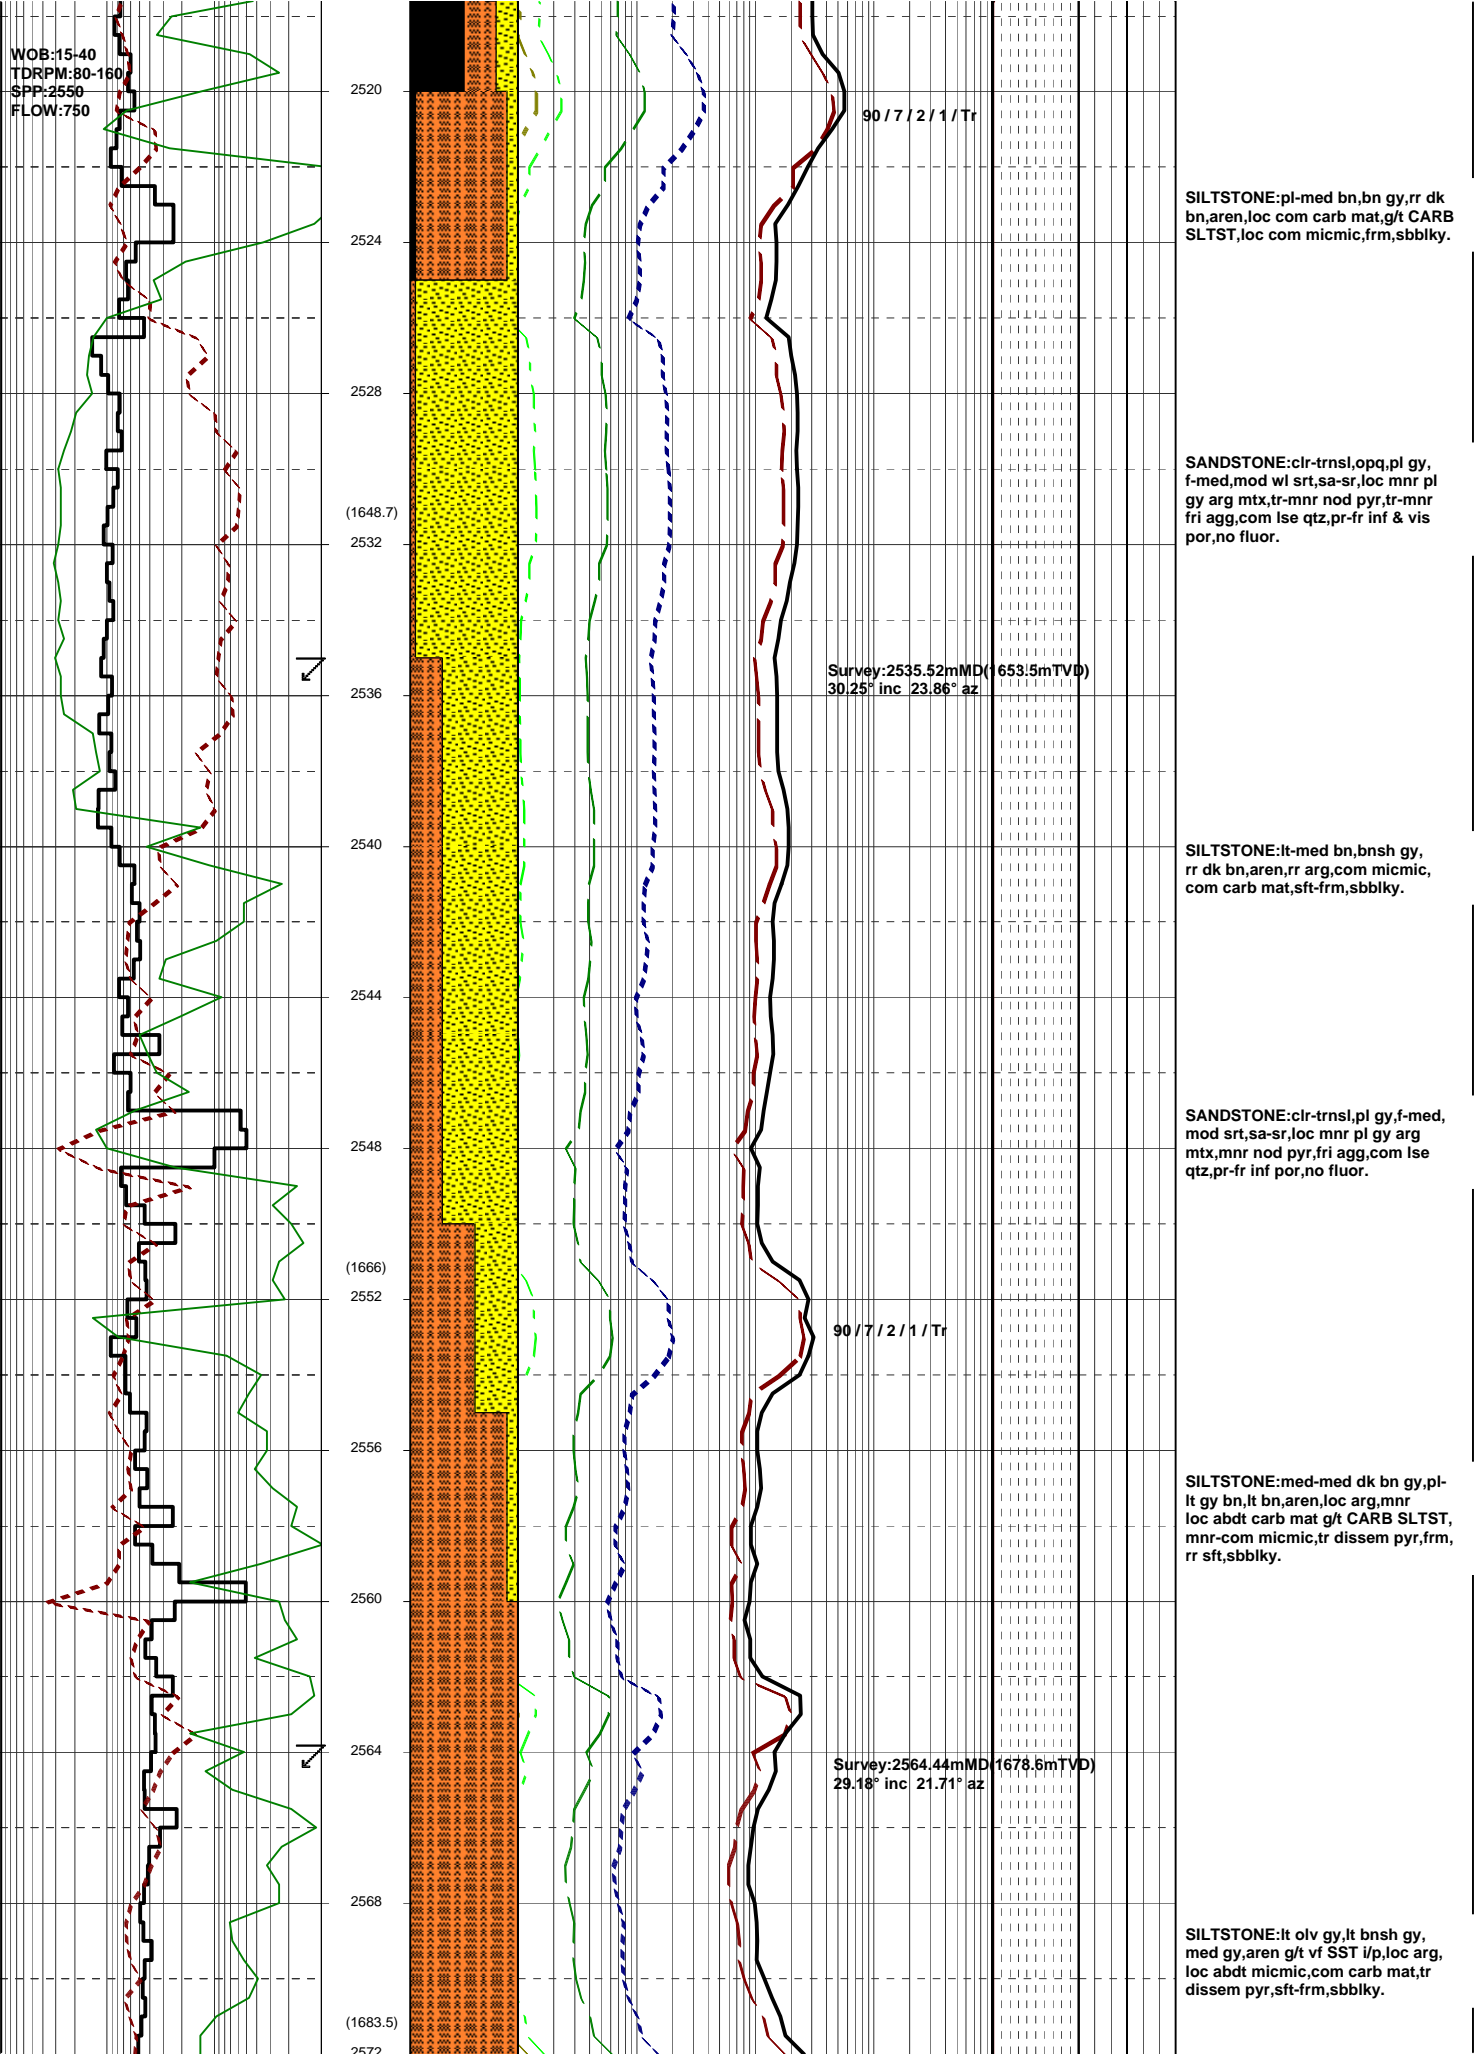 WOB:15-40
TDRPM:80-160
SPP:2550
FLOW:750
2520
90 / 7 / 2 / 1 / Tr
SILTSTONE:pl-med bn,bn gy,rr dk
bn,aren,loc com carb mat,g/t CARB
SLTST,loc com micmic,frm,sbblky.
2524
2528
SANDSTONE:clr-trnsl,opq,pl gy,
f-med,mod wl srt,sa-sr,loc mnr pl
gy arg mtx,tr-mnr nod pyr,tr-mnr
fri agg,com lse qtz,pr-fr inf & vis
por,no fluor.
(1648.7)
2532
Survey:2535.52mMD(1653.5mTVD)
30.25° inc 23.86° az
2536
2540
SILTSTONE:lt-med bn,bnsh gy,
rr dk bn,aren,rr arg,com micmic,
com carb mat,sft-frm,sbblky.
2544
SANDSTONE:clr-trnsl,pl gy,f-med,
mod srt,sa-sr,loc mnr pl gy arg
mtx,mnr nod pyr,fri agg,com lse
qtz,pr-fr inf por,no fluor.
2548
(1666)
2552
90 / 7 / 2 / 1 / Tr
2556
SILTSTONE:med-med dk bn gy,pl-
lt gy bn,lt bn,aren,loc arg,mnr
loc abdt carb mat g/t CARB SLTST,
mnr-com micmic,tr dissem pyr,frm,
rr sft,sbblky.
2560
2564
Survey:2564.44mMD(1678.6mTVD)
29.18° inc 21.71° az
2568
SILTSTONE:lt olv gy,lt bnsh gy,
med gy,aren g/t vf SST i/p,loc arg,
loc abdt micmic,com carb mat,tr
dissem pyr,sft-frm,sbblky.
(1683.5)
2572